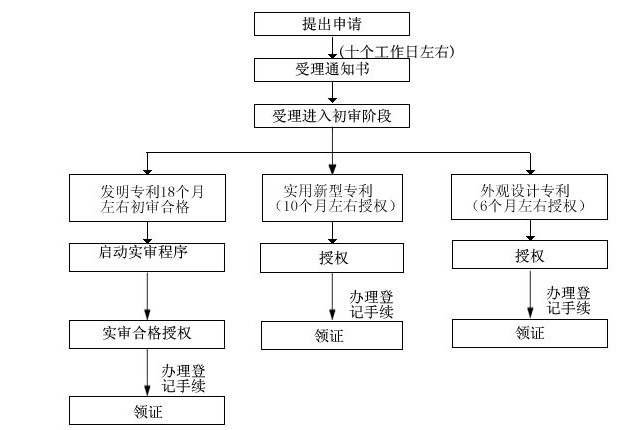 提出申请
(十个工作日左右)
受理通知书
受理进入初审阶段
发明专利18个月
左右初审合格
实用新型专利
（10个月左右授权）
外观设计专利
（6个月左右授权）
启动实审程序
授权
授权
办理登
记手续
办理登
记手续
实审合格授权
领证
领证
办理登
记手续
领证